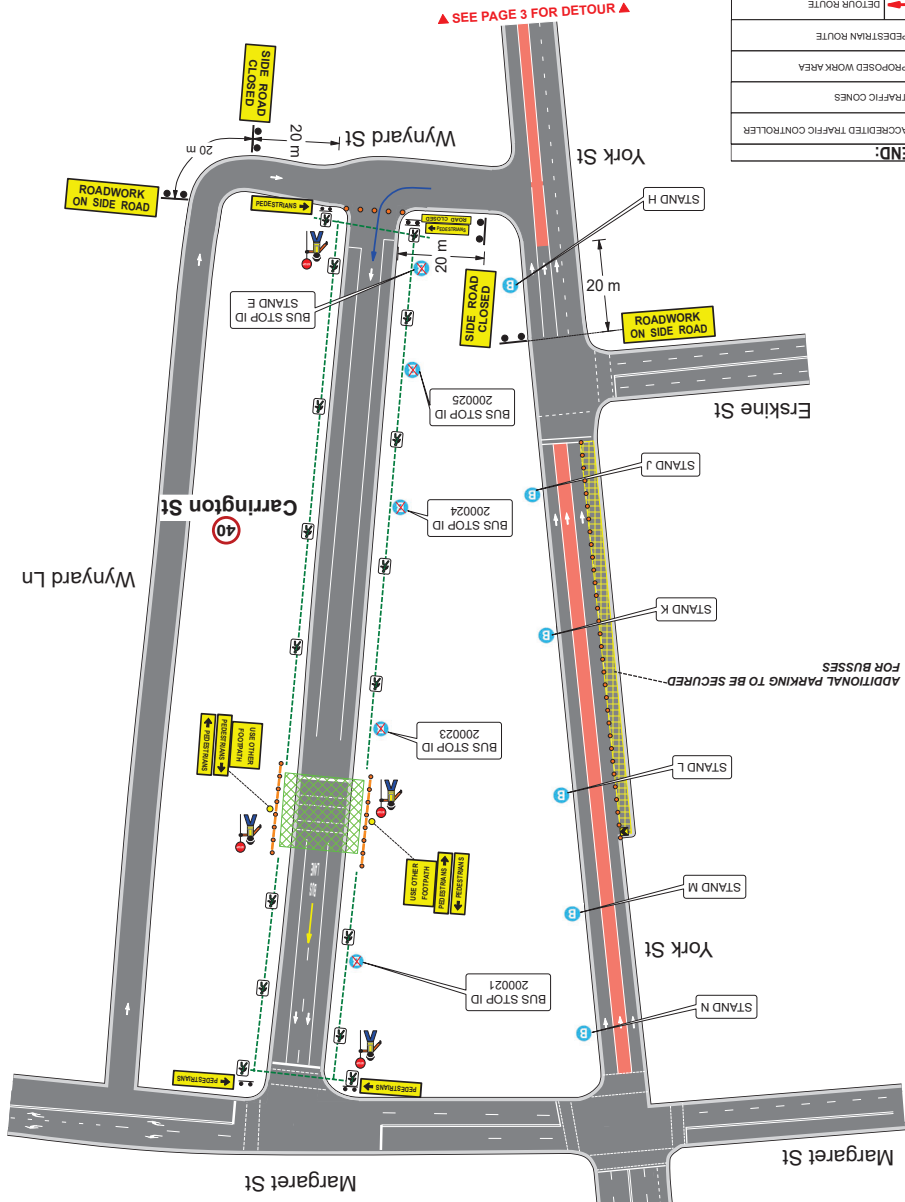 ▲ SEE PAGE 3 FOR DETOUR ▲
DETOUR ROUTE
PEDESTRIAN ROUTE
PROPOSED WORK AREA
TRAFFIC CONES
ACCREDITED TRAFFIC CONTROLLER
END:
SIDE ROAD
CLOSED
20 m
20 m
Wynyard St
York St
ROADWORK
ON SIDE ROAD
PEDESTRIANS
ROAD CLOSED
PEDESTRIANS
STAND H
20 m
BUS STOP ID
STAND E
SIDE ROAD
CLOSED
20 m
ROADWORK
ON SIDE ROAD
BUS STOP ID
200025
Erskine St
STAND J
Carrington St
40
BUS STOP ID
200024
Wynyard Ln
STAND K
ADDITIONAL PARKING TO BE SECURED
FOR BUSSES
BUS STOP ID
200023
USE OTHER
FOOTPATH
PEDESTRIANS
PEDESTRIANS
STAND L
USE OTHER
FOOTPATH
PEDESTRIANS
PEDESTRIANS
STAND M
York St
BUS STOP ID
200021
STAND N
PEDESTRIANS
PEDESTRIANS
Margaret St
Margaret St
B
B
B
B
B
B